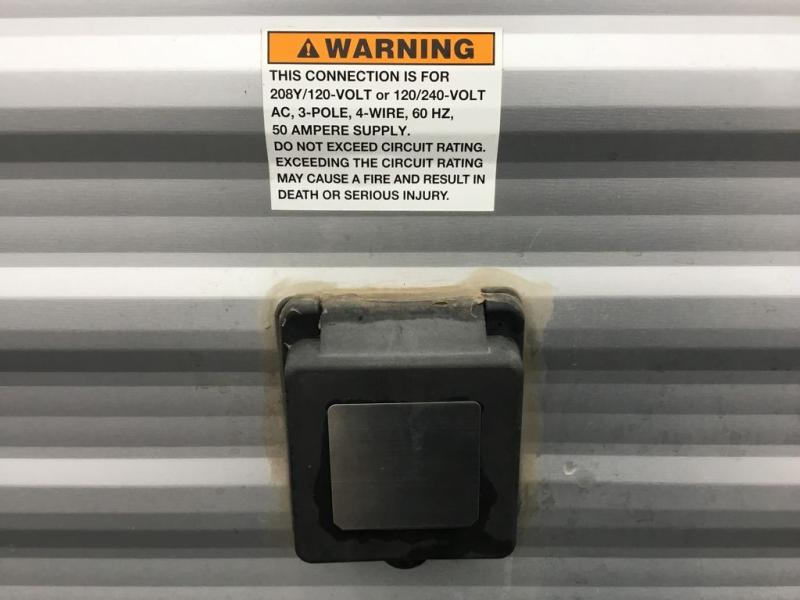 WARNING
THIS CONNECTION IS FOR
208Y/120-VOLT or 120/240-VOLT
AC, 3-POLE, 4-WIRE, 60 HZ,
50 AMPERE SUPPLY.
DO NOT EXCEED CIRCUIT RATING.
EXCEEDING THE CIRCUIT RATING
MAY CAUSE A FIRE AND RESULT IN
DEATH OR SERIOUS INJURY.